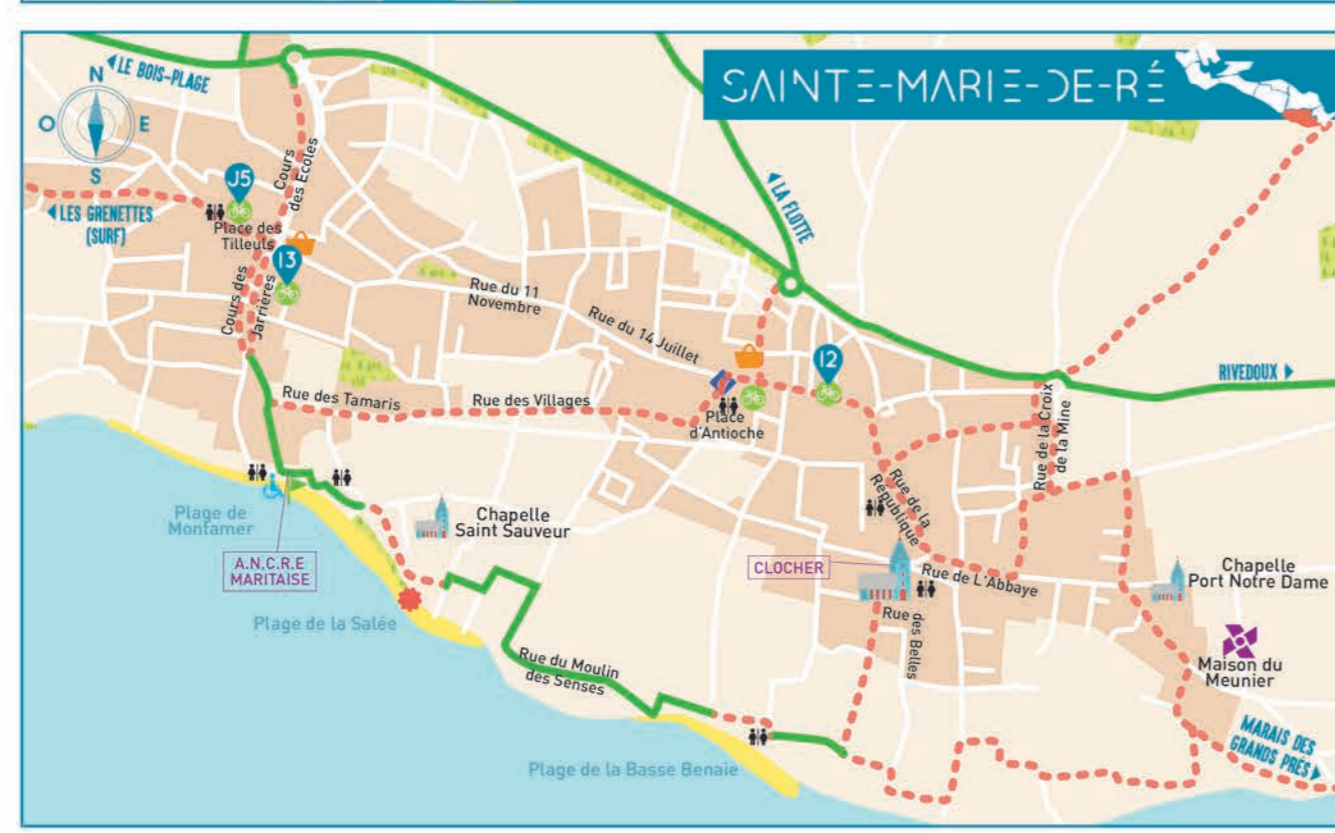 SAINTE-MARIE-DE-RÉ
LE BOIS-PLAGE
N
O
E
S
J5
Cours
des Ecoles
LES GRENETTES
(SURF)
Place des
Tilleuls
13
Cours des
Jarrières
LA FLOTTE
Rue du 11
Novembre
Rue du 14 Juillet
12
RIVEDOUX
Rue des Tamaris
Rue des Villages
Place
d'Antioche
Rue de la Croix
de la Mine
Rue de la
République
Plage de
Montamer
Chapelle
Saint Sauveur
A.N.C.R.E
MARITAISE
CLOCHER
Rue de L'Abbaye
Chapelle
Port Notre Dame
Plage de la Salée
Rue des Belles
Rue du Moulin
des Senses
Maison du
Meunier
MARAIS DES
GRANDS PRÉS
Plage de la Basse Benaie